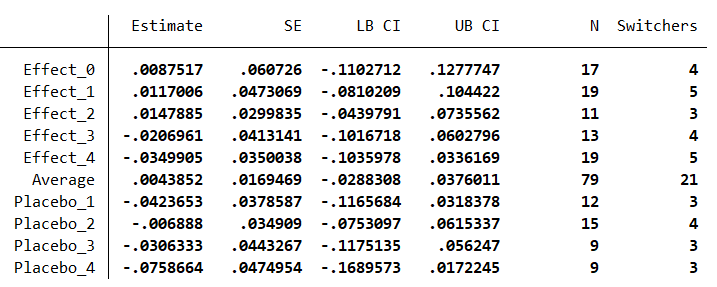 Estimate SE LB CI UB CI N Switchers
Effect_0 .0087517 .060726 -.1102712 .1277747 17 4
Effect_1 .0117006 .0473069 -.0810209 .104422 19 5
Effect_2 .0147885 .0299835 -.0439791 .0735562 11 3
Effect_3 -.0206961 .0413141 -.1016718 .0602796 13 4
Effect_4 -.0349905 .0350038 -.1035978 .0336169 19 5
Average .0043852 .0169469 -.0288308 .0376011 79 21
Placebo_1 -.0423653 .0378587 -.1165684 .0318378 12 3
Placebo_2 -.006888 .034909 -.0753097 .0615337 15 4
Placebo_3 -.0306333 .0443267 -.1175135 .056247 9 3
Placebo_4 -.0758664 .0474954 -.1689573 .0172245 9 3